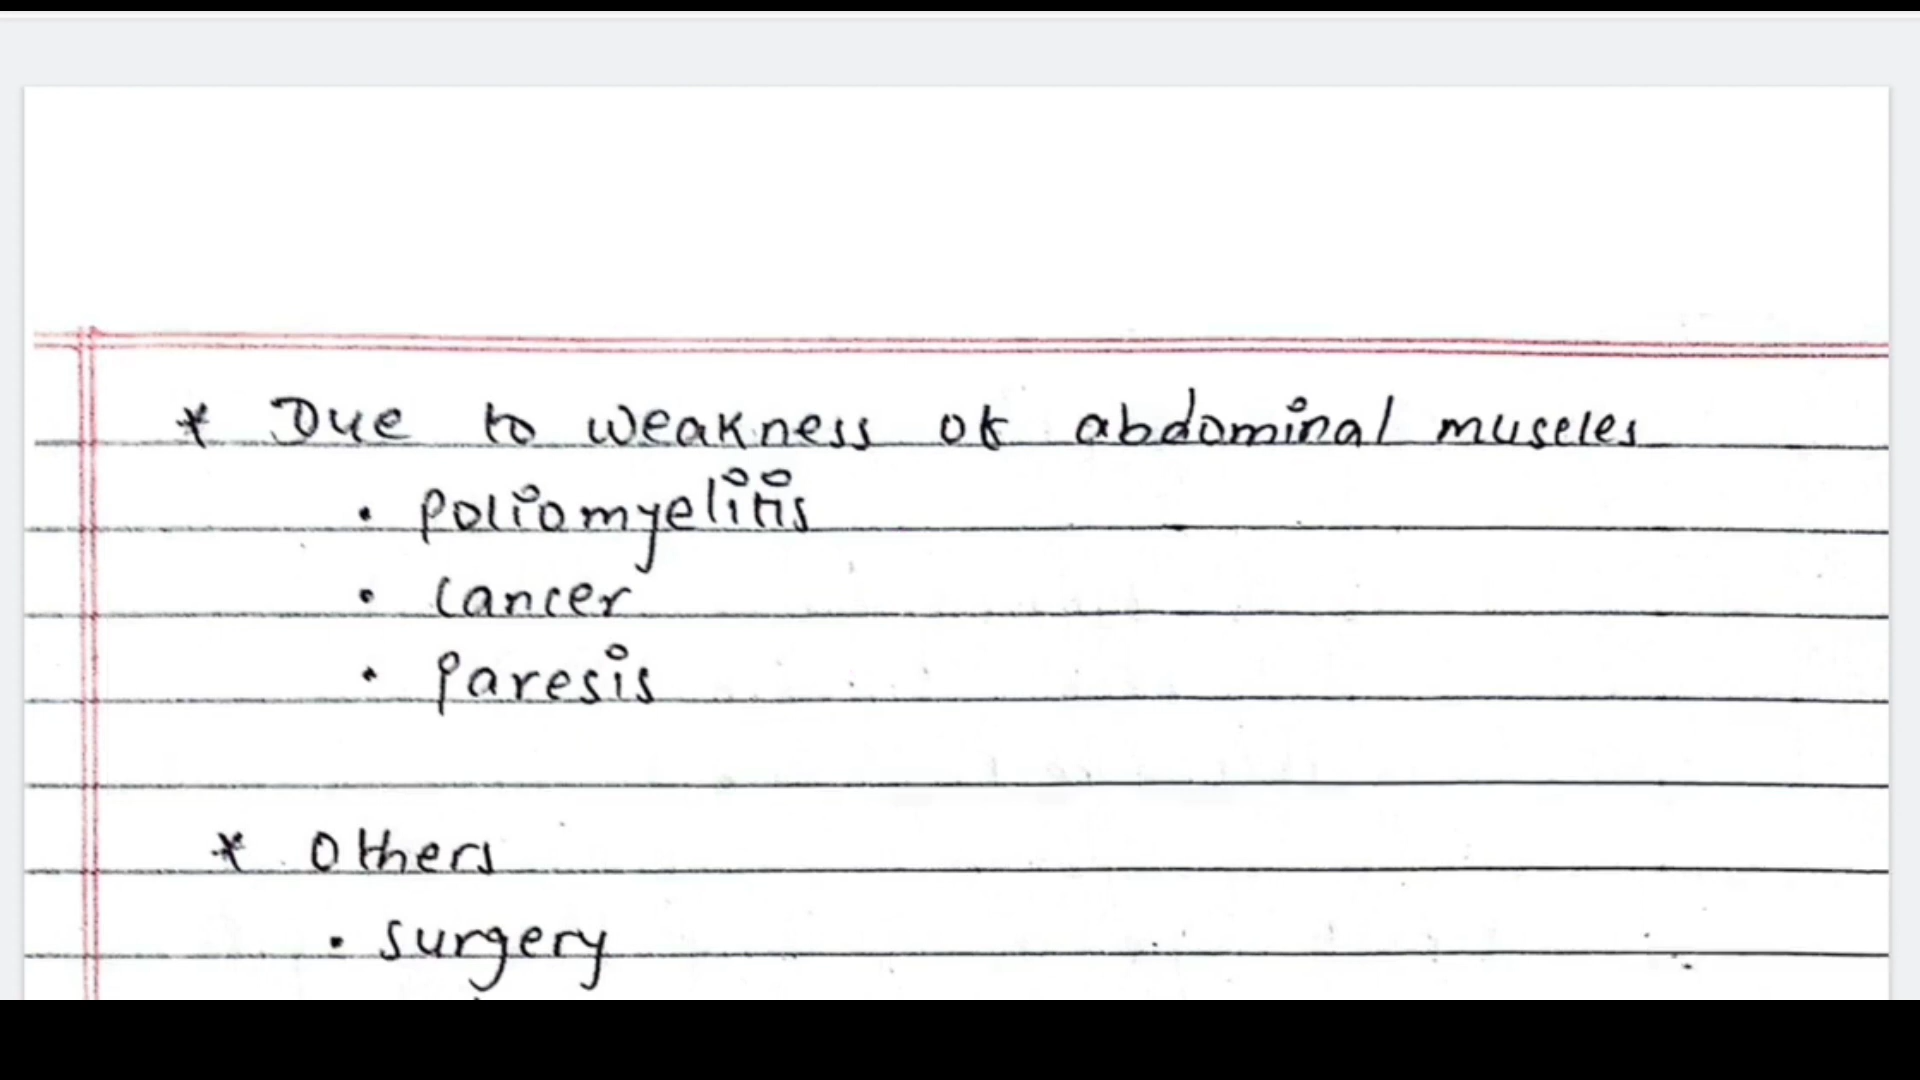 * Due to weakness of abdominal muscles
• Poliomyelitis
• Cancer
• Paresis
* Others
• Surgery